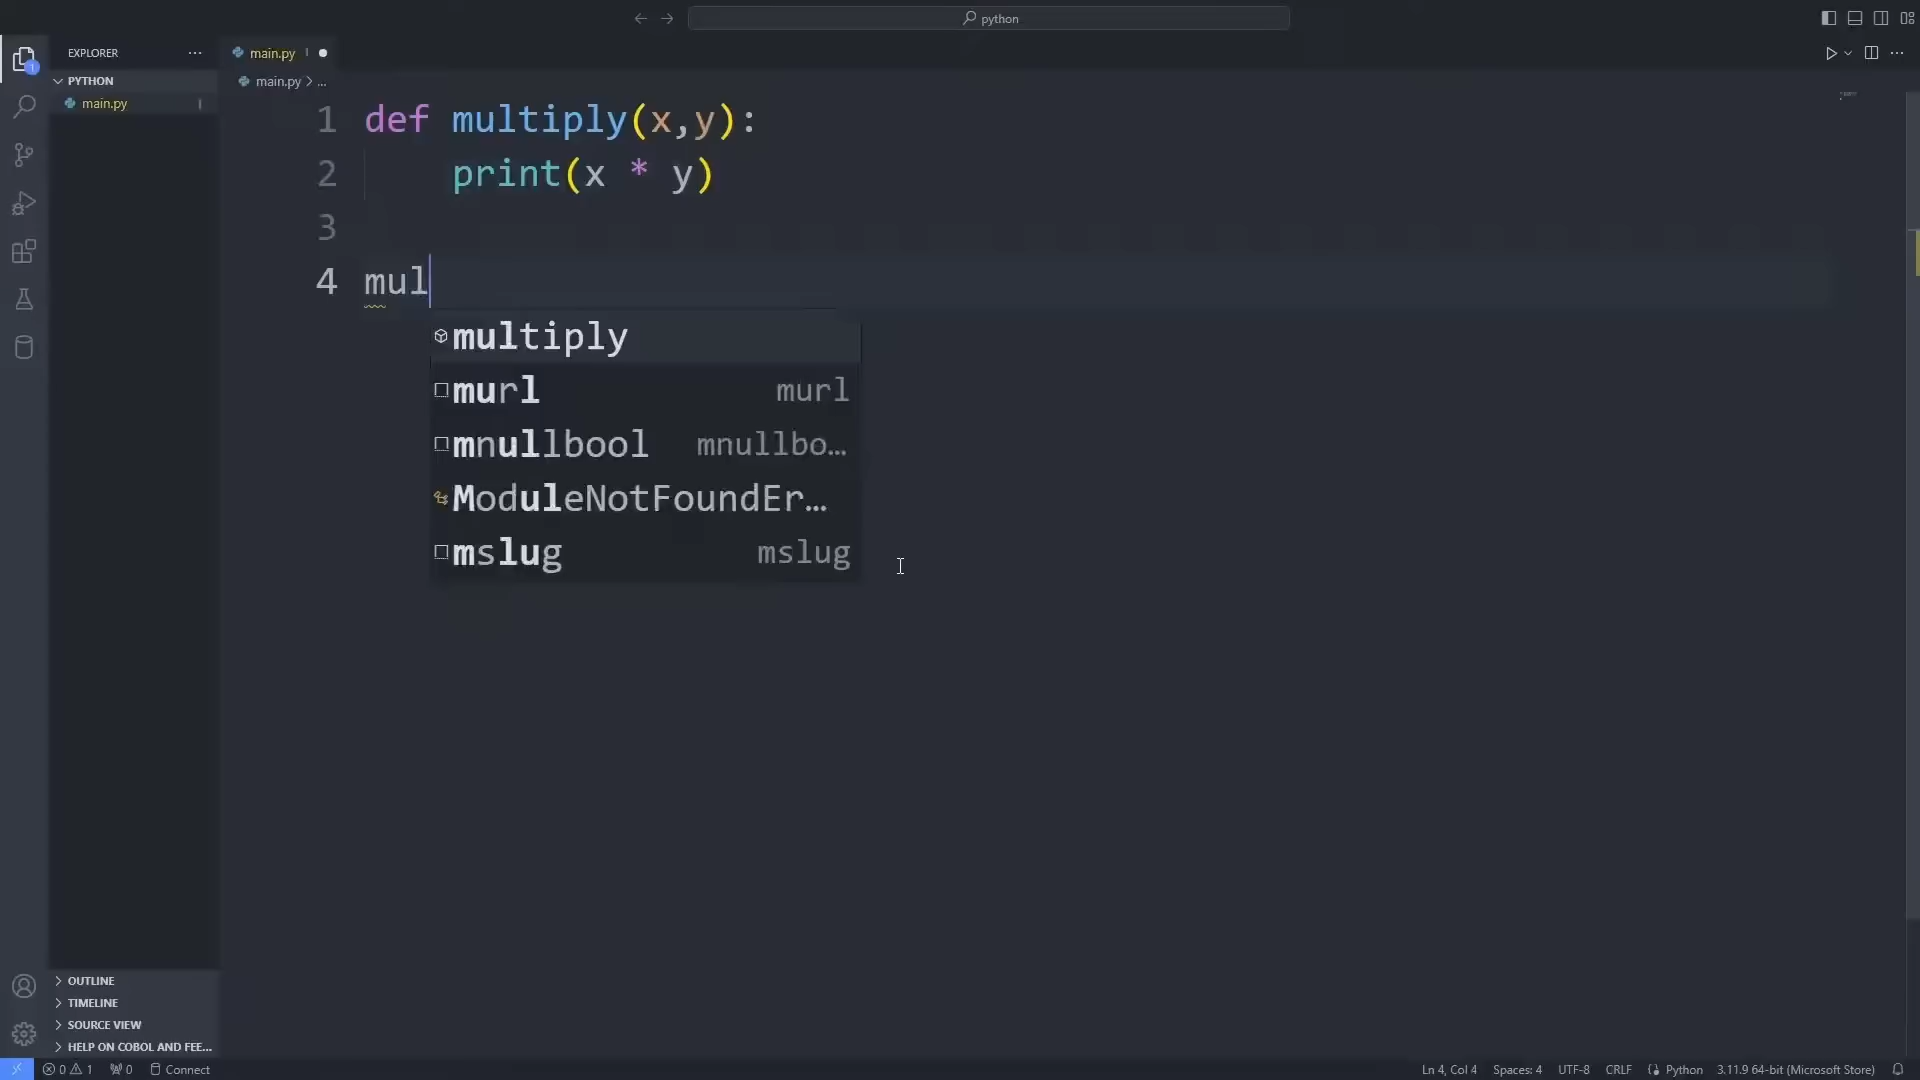 python
EXPLORER
main.py
PYTHON
main.py > ...
main.py
1 def multiply(x,y):
2 print(x * y)
3
4 mul
multiply
murl murl
mnullbool mnullbo...
ModuleNotFoundEr...
mslug mslug
1
OUTLINE
TIMELINE
SOURCE VIEW
HELP ON COBOL AND FEE...
0 1 0 Connect
Ln 4, Col 4 Spaces: 4 UTF-8 CRLF Python 3.11.9 64-bit (Microsoft Store)